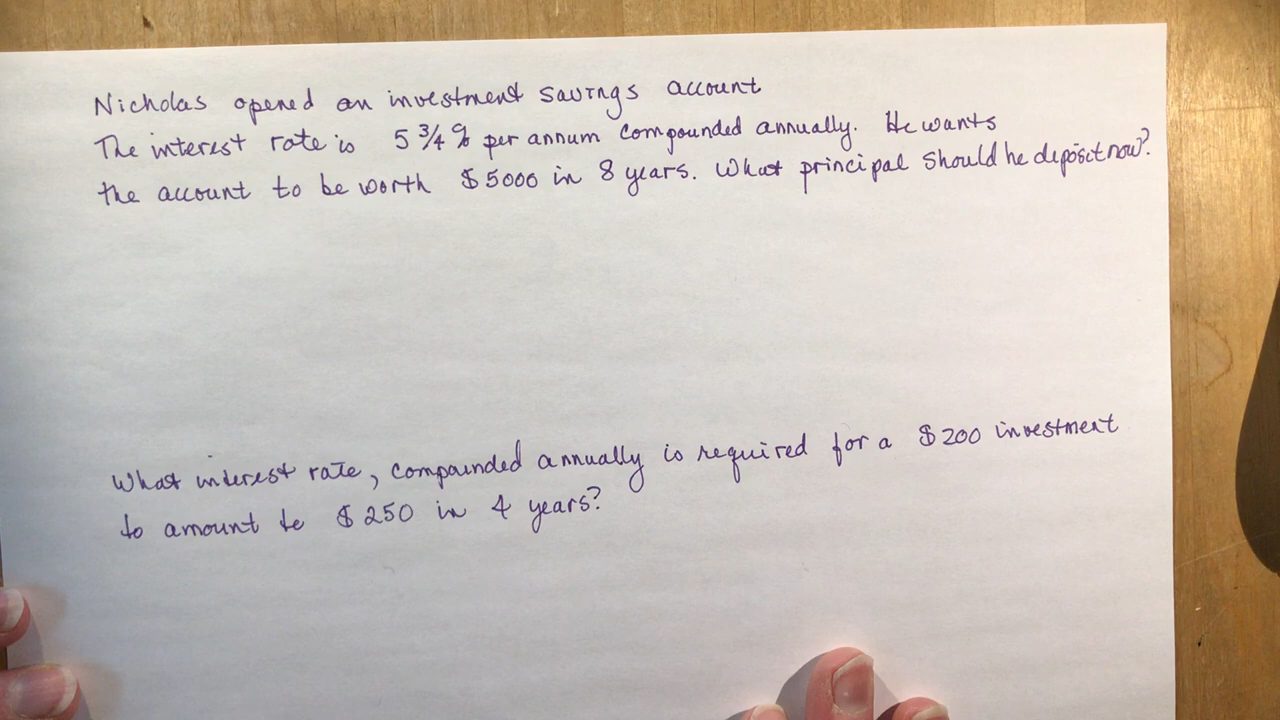 Nicholas opened an investment savings account
The interest rate is 5 3/4 % per annum compounded annually. He wants
the account to be worth $5000 in 8 years. What principal should he deposit now?
What interest rate, compounded annually is required for a $200 investment
to amount to $250 in 4 years?